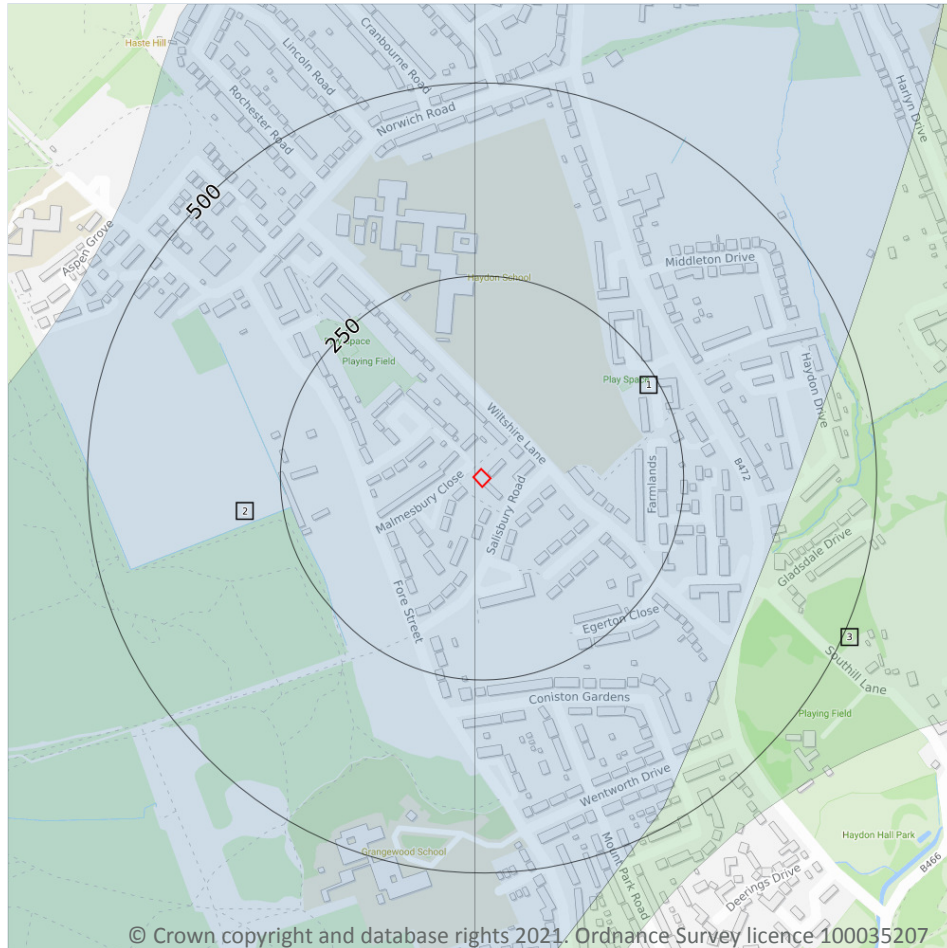 Haste Hill
Lincoln Road
Cranbourne Road
Rochester Road
Norwich Road
Harlyn Drive
500
Aspen Grove
Middleton Drive
Haydon School
250
Space
Playing Field
Play Space
1
Haydon Drive
Wiltshire Lane
B472
Farmlands
Malmesbury Close
Salisbury Road
2
Gladsdale Drive
Fore Street
Egerton Close
3
Southill Lane
Coniston Gardens
Playing Field
Wentworth Drive
Haydon Hall Park
Grangewood School
Mount Park Road
Deerings Drive
B466
© Crown copyright and database rights 2021. Ordnance Survey licence 100035207